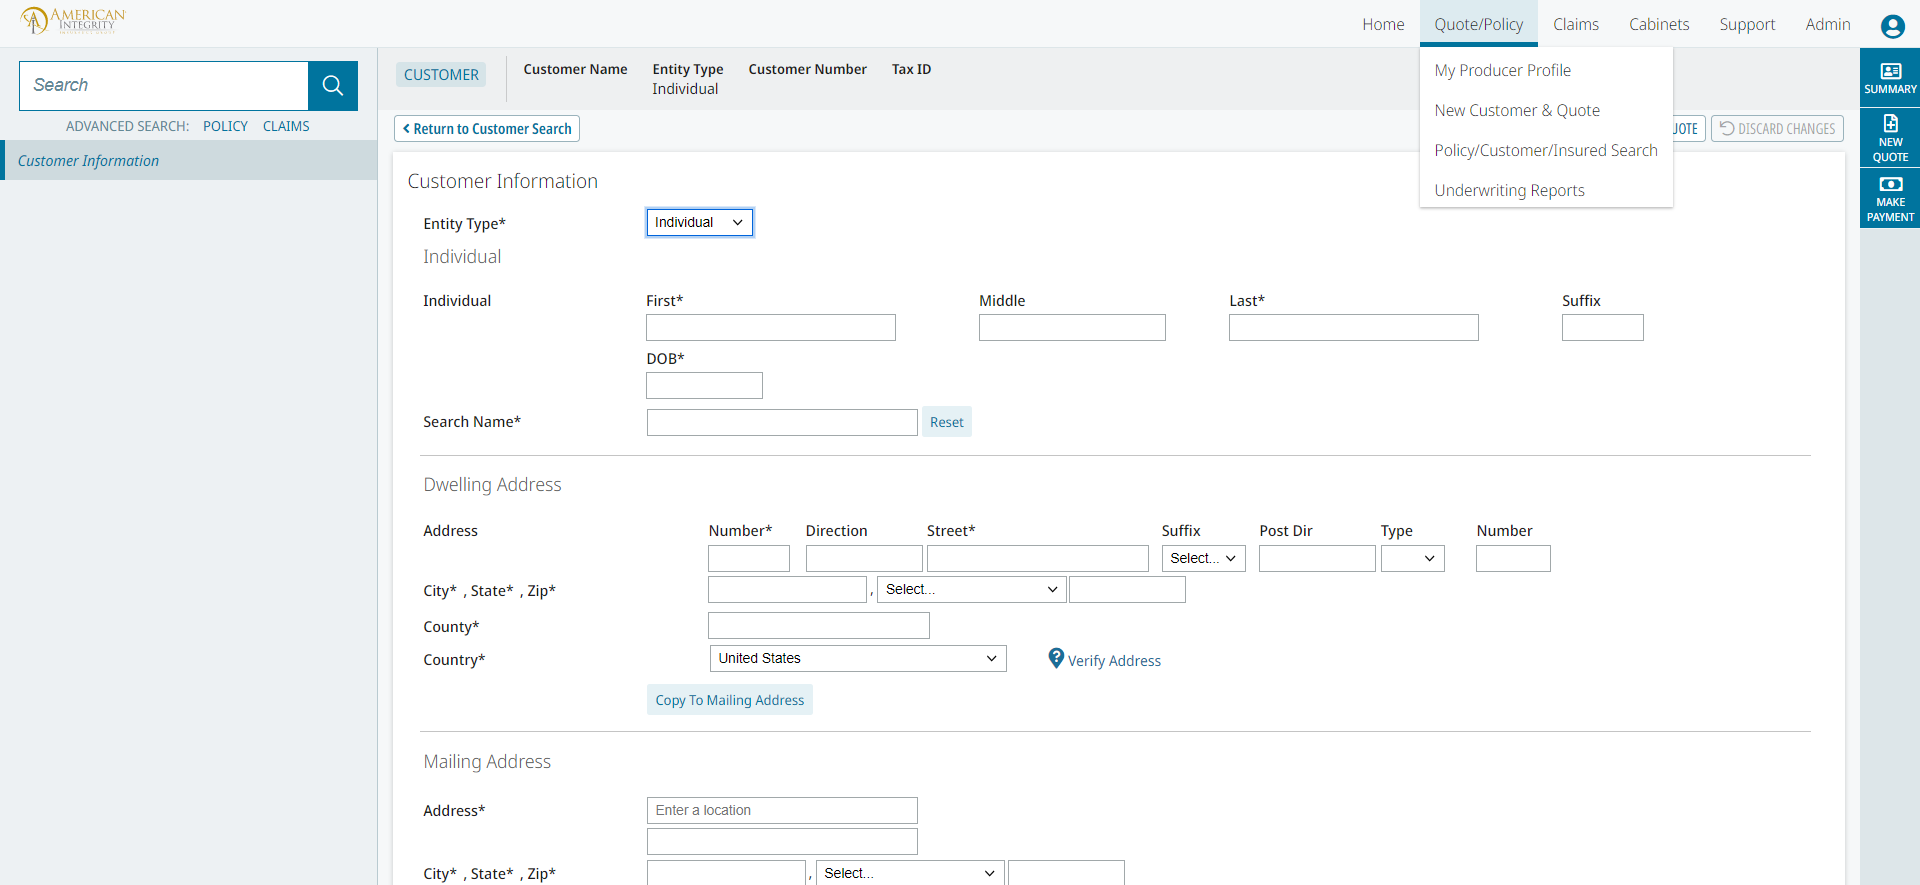 AMERICAN
INTEGRITY
Home
Quote/Policy
Claims
Cabinets
Support
Admin
Search
ADVANCED SEARCH: POLICY CLAIMS
Customer Information
CUSTOMER
Customer Name
Entity Type
Individual
Customer Number
Tax ID
My Producer Profile
New Customer & Quote
Policy/Customer/Insured Search
Underwriting Reports
SUMMARY
NEW
QUOTE
MAKE
PAYMENT
Return to Customer Search
UOTE
DISCARD CHANGES
Customer Information
Entity Type*
Individual
Individual
Individual
First*
Middle
Last*
Suffix
DOB*
Search Name*
Reset
Dwelling Address
Address
Number*
Direction
Street*
Suffix
Post Dir
Type
Number
Select...
City* , State* , Zip*
, Select...
County*
Country*
United States
? Verify Address
Copy To Mailing Address
Mailing Address
Address*
Enter a location
City* , State* , Zip*
, Select...